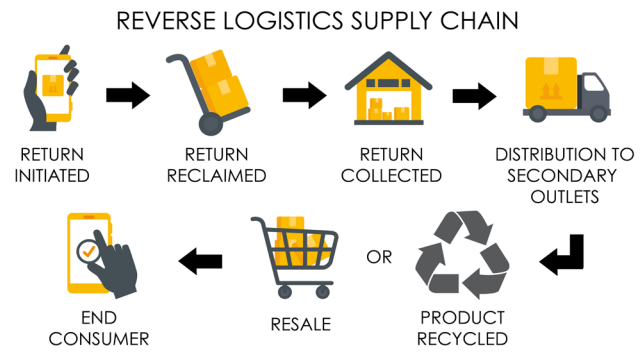 REVERSE LOGISTICS SUPPLY CHAIN
RETURN
INITIATED
RETURN
RECLAIMED
RETURN
COLLECTED
DISTRIBUTION TO
SECONDARY
OUTLETS
END
CONSUMER
RESALE
OR
PRODUCT
RECYCLED